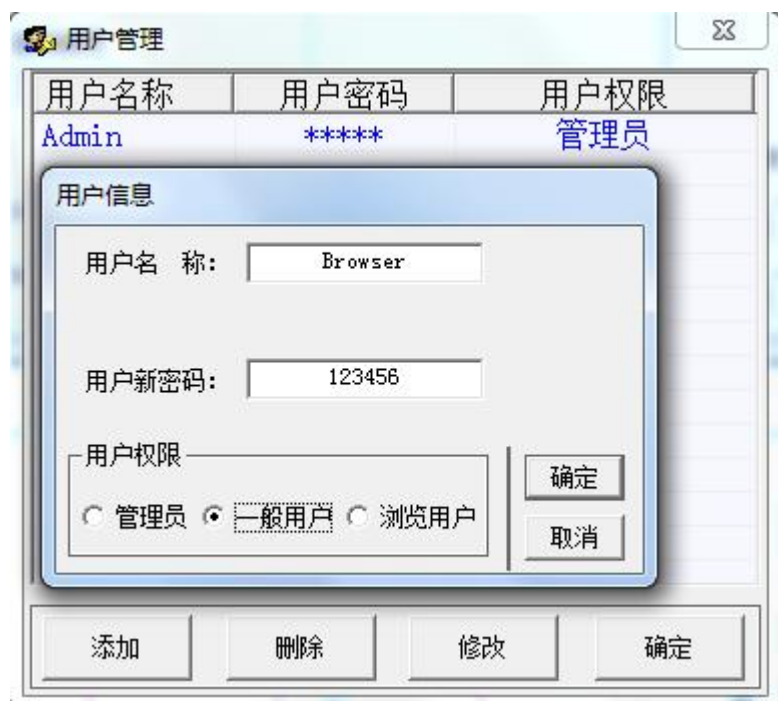 用户管理
用户名称 用户密码 用户权限
Admin ***** 管理员
用户信息
用户名 称: Browser
用户新密码: 123456
用户权限
管理员 一般用户 浏览用户
确定
取消
添加 删除 修改 确定